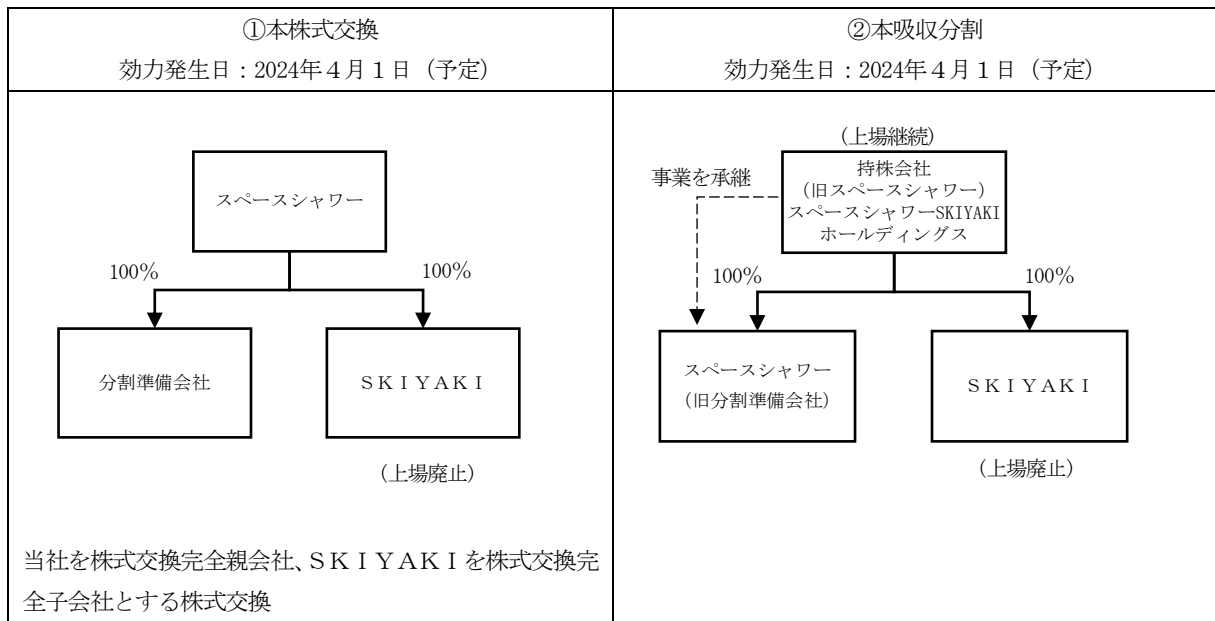 ①本株式交換
効力発生日：2024年４月１日（予定）
スペースシャワー
100%
100%
分割準備会社
ＳＫＩＹＡＫＩ
（上場廃止）
当社を株式交換完全親会社、ＳＫＩＹＡＫＩを株式交換完
全子会社とする株式交換
②本吸収分割
効力発生日：2024年４月１日（予定）
（上場継続）
事業を承継
持株会社
（旧スペースシャワー）
スペースシャワーSKIYAKI
ホールディングス
100%
100%
スペースシャワー
（旧分割準備会社）
ＳＫＩＹＡＫＩ
（上場廃止）